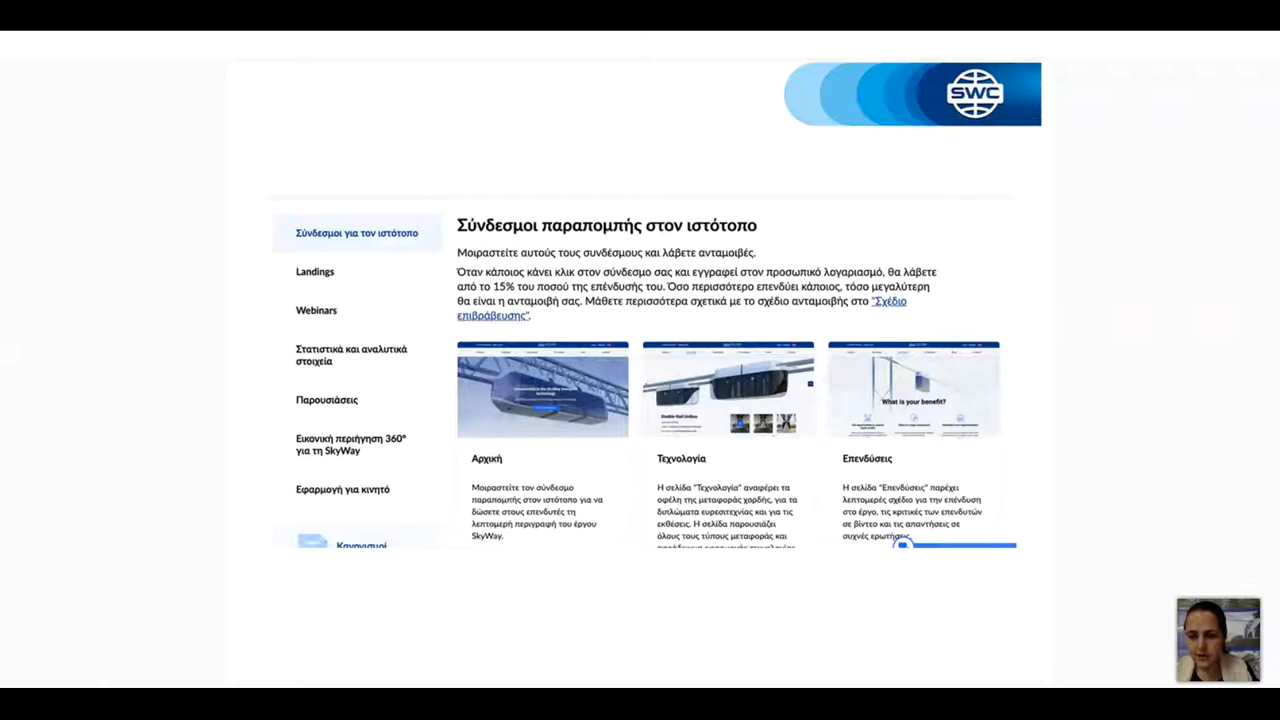 SWC
Σύνδεσμοι για τον ιστότοπο
Landings
Webinars
Στατιστικά και αναλυτικά
στοιχεία
Παρουσιάσεις
Εικονική περιήγηση 360°
για τη SkyWay
Εφαρμογή για κινητό
Κανονισμοί
Σύνδεσμοι παραπομπής στον ιστότοπο
Μοιραστείτε αυτούς τους συνδέσμους και λάβετε ανταμοιβές.
Όταν κάποιος κάνει κλικ στον σύνδεσμο σας και εγγραφεί στον προσωπικό λογαριασμό, θα λάβετε
από το 15% του ποσού της επένδυσής του. Όσο περισσότερο επενδύει κάποιος, τόσο μεγαλύτερη
θα είναι η ανταμοιβή σας. Μάθετε περισσότερα σχετικά με το σχέδιο ανταμοιβής στο "Σχέδιο
επιβράβευσης".
What is your benefit?
Αρχική
Μοιραστείτε τον σύνδεσμο
παραπομπής στον ιστότοπο για να
δώσετε στους επενδυτές τη
λεπτομερή περιγραφή του έργου
SkyWay.
Τεχνολογία
Η σελίδα "Τεχνολογία" αναφέρει τα
οφέλη της μεταφοράς χορδής, για τα
διπλώματα ευρεσιτεχνίας και για τις
εκθέσεις. Η σελίδα παρουσιάζει
όλους τους τύπους μεταφοράς και
Επενδύσεις
Η σελίδα "Επενδύσεις" παρέχει
λεπτομερές σχέδιο για την επένδυση
στο έργο, τις κριτικές των επενδυτών
σε βίντεο και τις απαντήσεις σε
συχνές ερωτήσεις.